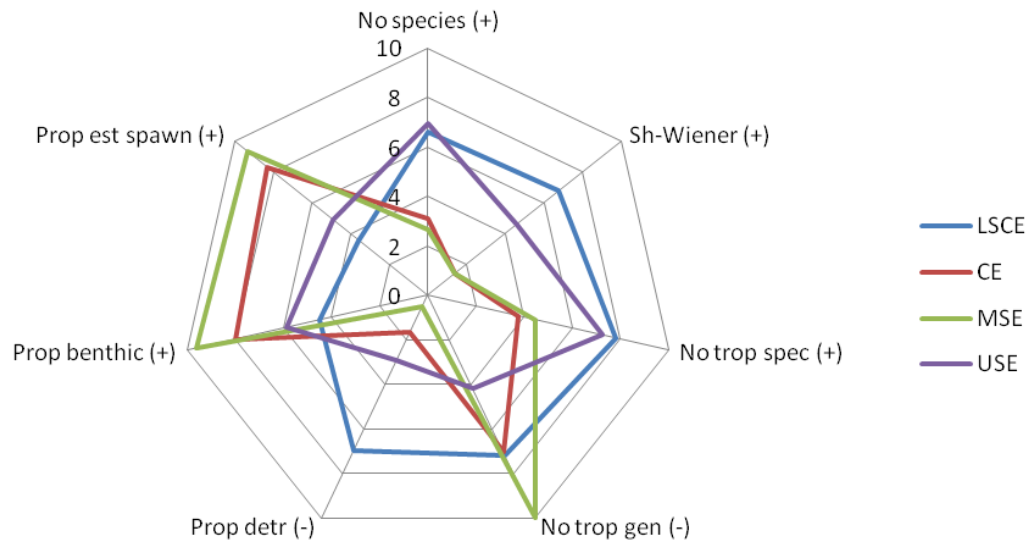 No species (+)
10
8
6
4
2
0
Sh-Wiener (+)
No trop spec (+)
No trop gen (-)
Prop detr (-)
Prop benthic (+)
Prop est spawn (+)
LSCE
CE
MSE
USE